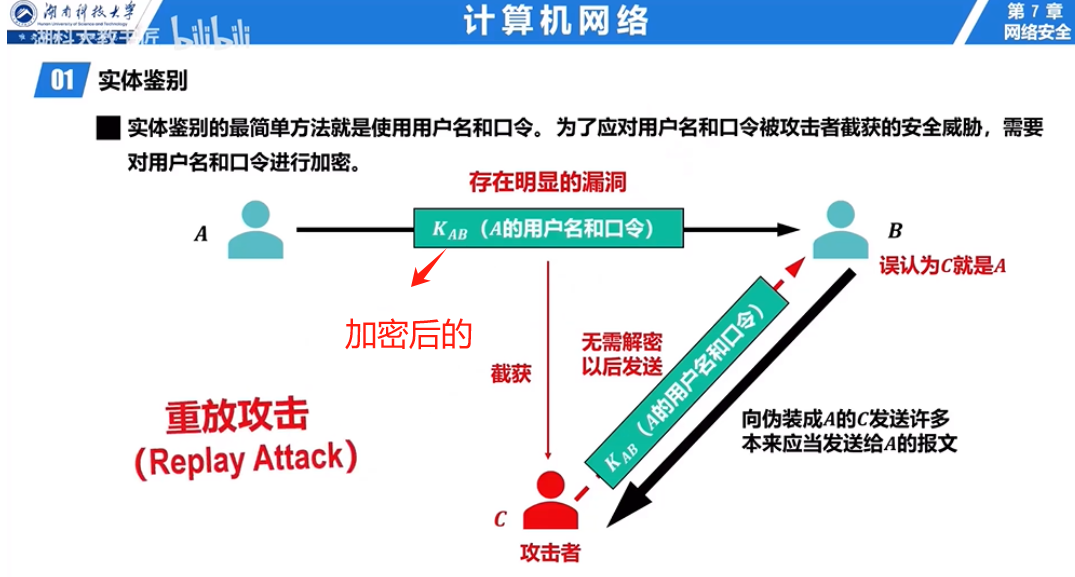 湖南科技大学
Hunan University of Science and Technology
计算机网络
第 7 章
网络安全
湖科大教书匠 bilibili
01 实体鉴别
实体鉴别的最简单方法就是使用用户名和口令。为了应对用户名和口令被攻击者截获的安全威胁，需要
对用户名和口令进行加密。
存在明显的漏洞
A
K_AB（A的用户名和口令）
B
误认为C就是A
加密后的
无需解密
以后发送
截获
K_AB（A的用户名和口令）
重放攻击
（Replay Attack）
向伪装成A的C发送许多
本来应当发送给A的报文
C
攻击者